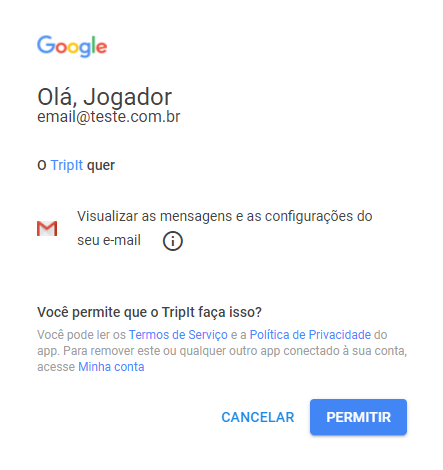 Google
Olá, Jogador
email@teste.com.br
O TripIt quer
Visualizar as mensagens e as configurações do
seu e-mail
Você permite que o TripIt faça isso?
Você pode ler os Termos de Serviço e a Política de Privacidade do
app. Para remover este ou qualquer outro app conectado à sua conta,
acesse Minha conta
CANCELAR PERMITIR